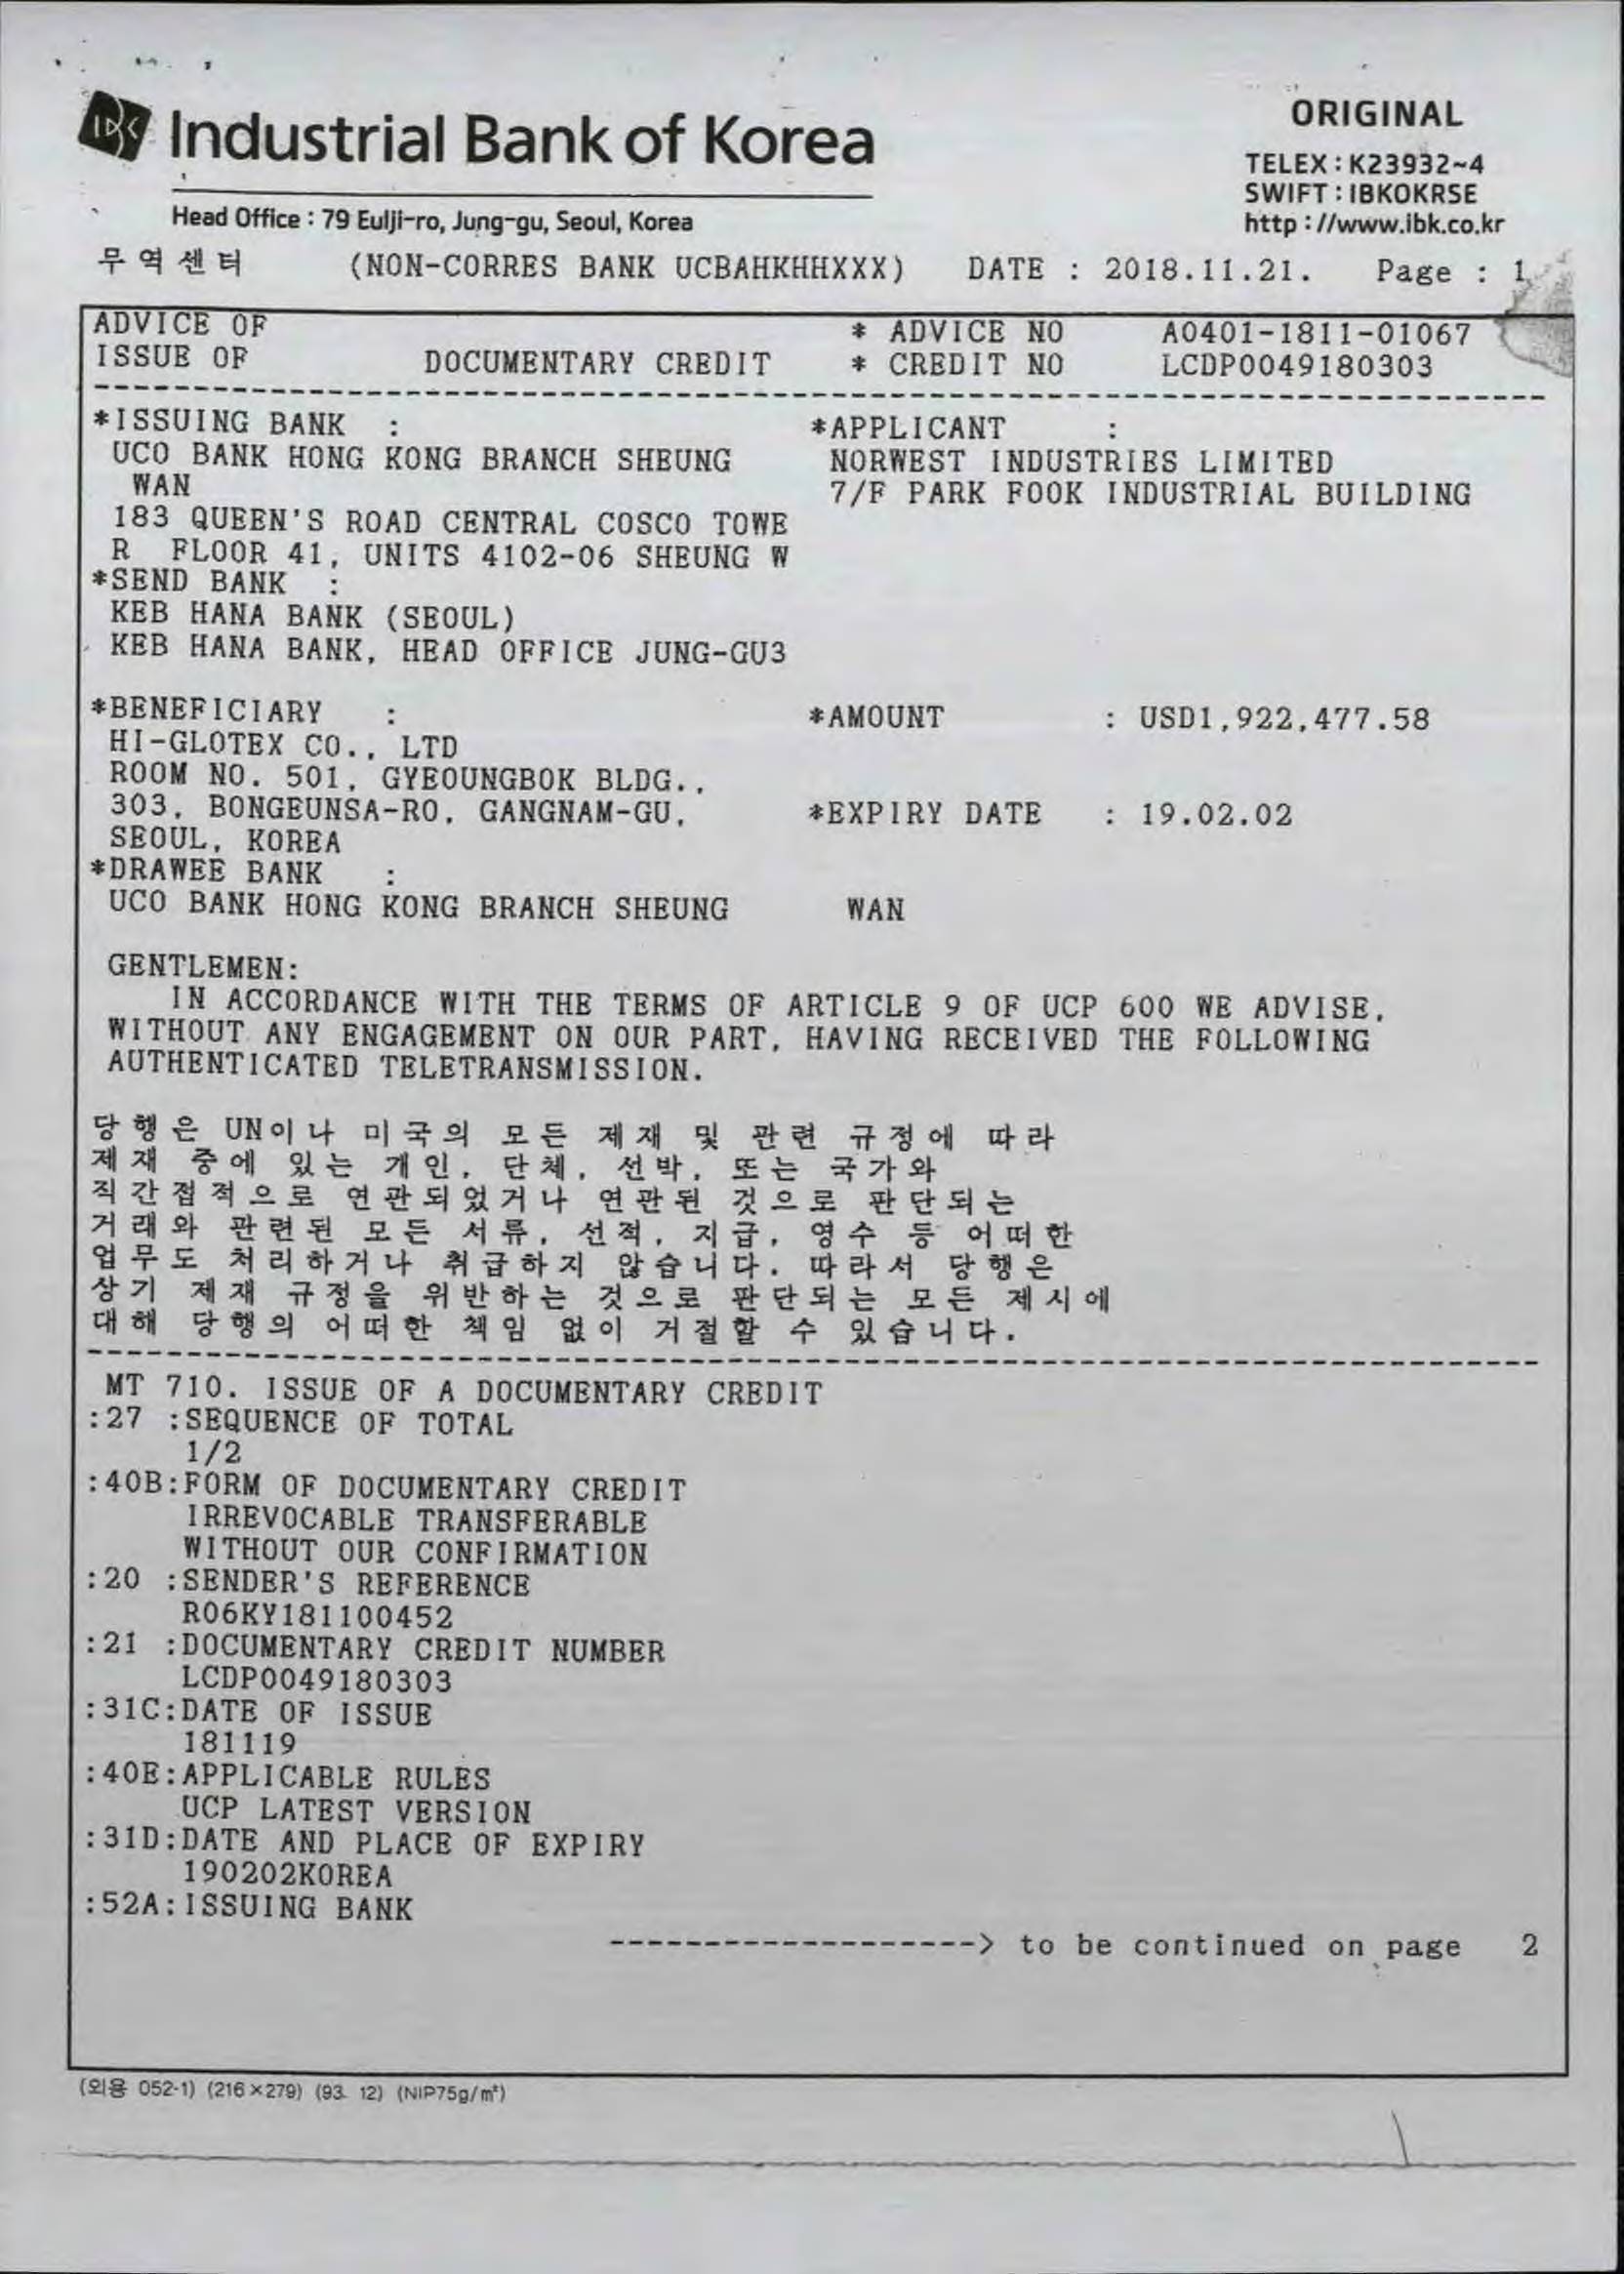 IBK Industrial Bank of Korea
ORIGINAL
TELEX : K23932~4
SWIFT : IBKOKRSE
http : //www.ibk.co.kr
Head Office : 79 Eulji-ro, Jung-gu, Seoul, Korea
무역센터 (NON-CORRES BANK UCBAHKHHXXX) DATE : 2018.11.21. Page : 1
ADVICE OF * ADVICE NO A0401-1811-01067
ISSUE OF DOCUMENTARY CREDIT * CREDIT NO LCDP0049180303
*ISSUING BANK : *APPLICANT :
UCO BANK HONG KONG BRANCH SHEUNG NORWEST INDUSTRIES LIMITED
WAN 7/F PARK FOOK INDUSTRIAL BUILDING
183 QUEEN'S ROAD CENTRAL COSCO TOWE
R FLOOR 41, UNITS 4102-06 SHEUNG W
*SEND BANK :
KEB HANA BANK (SEOUL)
KEB HANA BANK, HEAD OFFICE JUNG-GU3
*BENEFICIARY : *AMOUNT : USD1,922,477.58
HI-GLOTEX CO., LTD
ROOM NO. 501, GYEOUNGBOK BLDG.,
303, BONGEUNSA-RO, GANGNAM-GU, *EXPIRY DATE : 19.02.02
SEOUL, KOREA
*DRAWEE BANK :
UCO BANK HONG KONG BRANCH SHEUNG WAN
GENTLEMEN:
IN ACCORDANCE WITH THE TERMS OF ARTICLE 9 OF UCP 600 WE ADVISE,
WITHOUT ANY ENGAGEMENT ON OUR PART, HAVING RECEIVED THE FOLLOWING
AUTHENTICATED TELETRANSMISSION.
당행은 UN이나 미국의 모든 제재 및 관련 규정에 따라
제재 중에 있는 개인, 단체, 선박, 또는 국가와
직간접적으로 연관되었거나 연관된 것으로 판단되는
거래와 관련된 모든 서류, 선적, 지급, 영수 등 어떠한
업무도 처리하거나 취급하지 않습니다. 따라서 당행은
상기 제재 규정을 위반하는 것으로 판단되는 모든 제시에
대해 당행의 어떠한 책임 없이 거절할 수 있습니다.
MT 710. ISSUE OF A DOCUMENTARY CREDIT
:27 :SEQUENCE OF TOTAL
1/2
:40B:FORM OF DOCUMENTARY CREDIT
IRREVOCABLE TRANSFERABLE
WITHOUT OUR CONFIRMATION
:20 :SENDER'S REFERENCE
R06KY181100452
:21 :DOCUMENTARY CREDIT NUMBER
LCDP0049180303
:31C:DATE OF ISSUE
181119
:40E:APPLICABLE RULES
UCP LATEST VERSION
:31D:DATE AND PLACE OF EXPIRY
190202KOREA
:52A:ISSUING BANK
-------------------> to be continued on page 2
(외용 052-1) (216×279) (93. 12) (NIP75g/㎡)